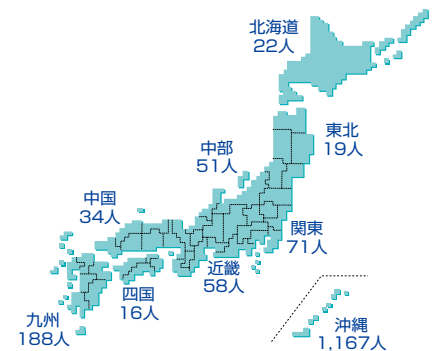 北海道
22人
東北
19人
中部
51人
中国
34人
関東
71人
近畿
58人
四国
16人
九州
188人
沖縄
1,167人